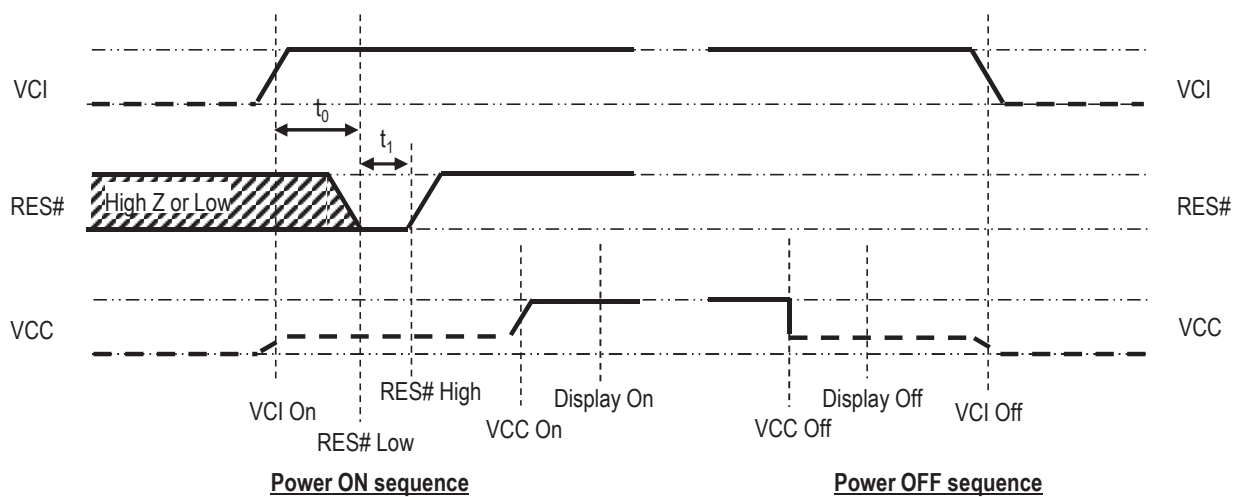 VCI
VCI
t0
t1
RES#
High Z or Low
RES#
VCC
VCC
RES# High
VCI On
Display On
Display Off
VCI Off
VCC On
VCC Off
RES# Low
Power ON sequence
Power OFF sequence